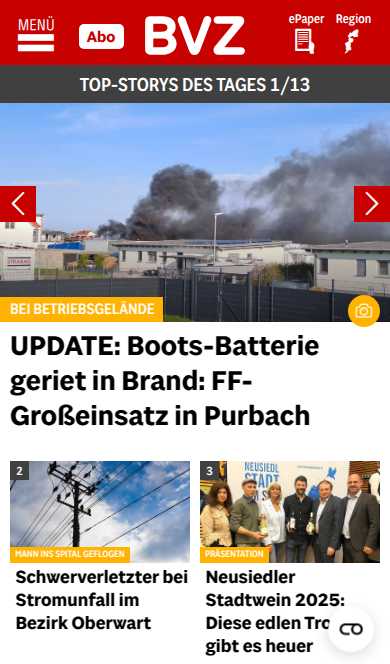 MENÜ
Abo
BVZ
ePaper
Region
TOP-STORYS DES TAGES 1/13
BEI BETRIEBSGELÄNDE
UPDATE: Boots-Batterie
geriet in Brand: FF-
Großeinsatz in Purbach
2
MANN INS SPITAL GEFLOGEN
Schwerverletzter bei
Stromunfall im
Bezirk Oberwart
3
NEUSIEDL
STADT
PRÄSENTATION
Neusiedler
Stadtwein 2025:
Diese edlen
gibt es heuer